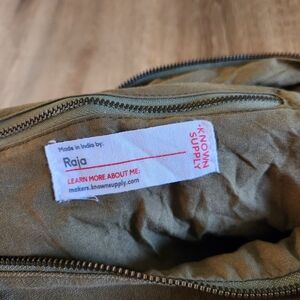 Made in India by:
Raja
LEARN MORE ABOUT ME:
makers.knownsupply.com
KNOWN
SUPPLY